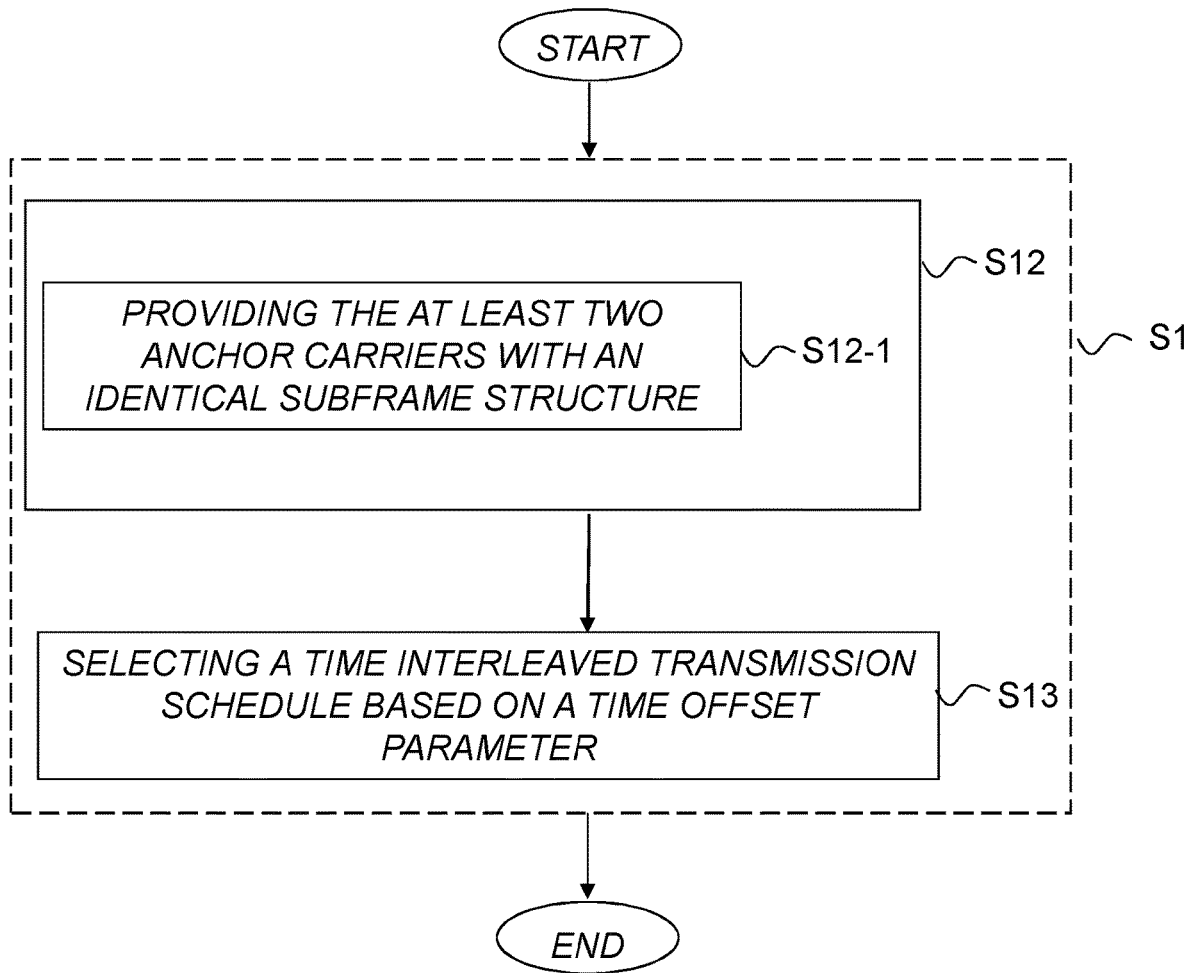 START
S12
PROVIDING THE AT LEAST TWO
ANCHOR CARRIERS WITH AN
IDENTICAL SUBFRAME STRUCTURE
S12-1
S1
SELECTING A TIME INTERLEAVED TRANSMISSION
SCHEDULE BASED ON A TIME OFFSET
PARAMETER
S13
END